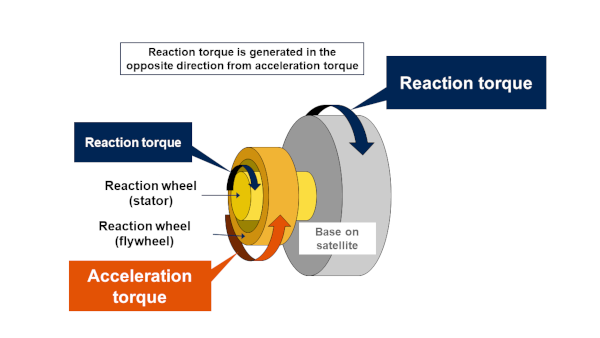 Reaction torque is generated in the
opposite direction from acceleration torque
Reaction torque
Reaction torque
Reaction wheel
(stator)
Reaction wheel
(flywheel)
Base on
satellite
Acceleration
torque